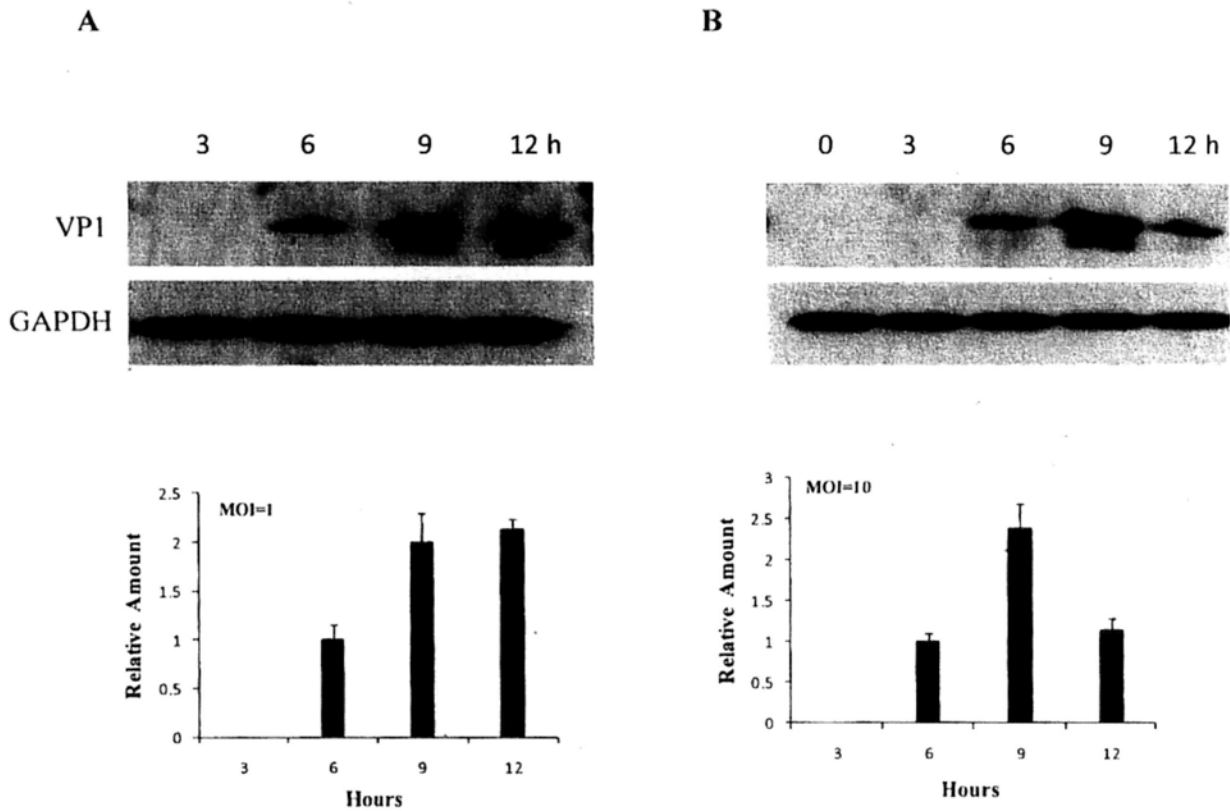 A
3 6 9 12 h
VP1
GAPDH
2.5
2
1.5
1
0.5
0
MOI=1
Relative Amount
3 6 9 12
Hours
B
0 3 6 9 12 h
3
2.5
2
1.5
1
0.5
0
MOI=10
Relative Amount
3 6 9 12
Hours